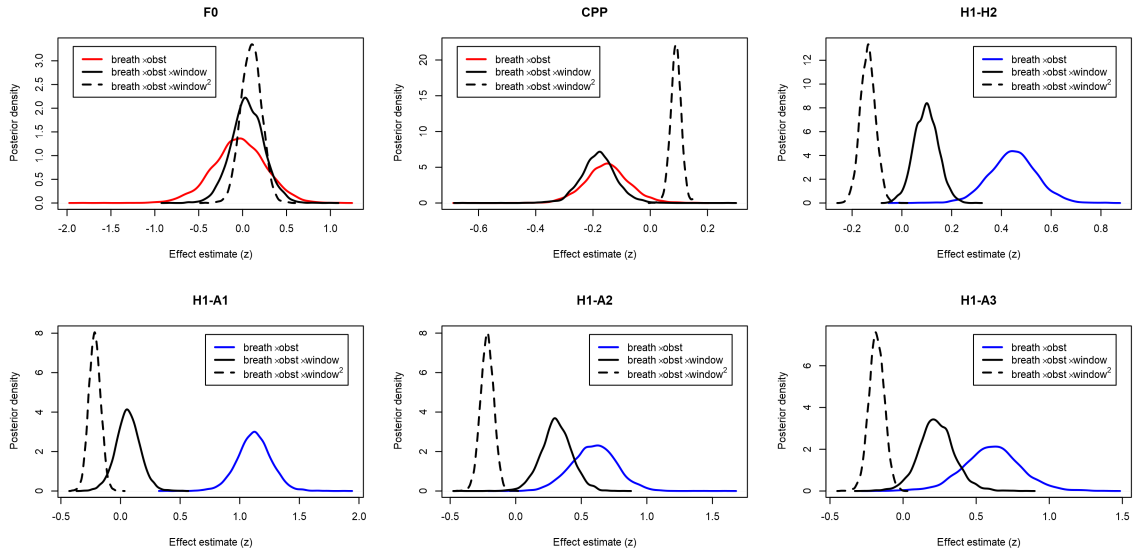 F0
Posterior density
0.0 0.5 1.0 1.5 2.0 2.5 3.0
breath ×obst
breath ×obst ×window
breath ×obst ×window²
-2.0 -1.5 -1.0 -0.5 0.0 0.5 1.0
Effect estimate (z)
CPP
Posterior density
0 5 10 15 20
breath ×obst
breath ×obst ×window
breath ×obst ×window²
-0.6 -0.4 -0.2 0.0 0.2
Effect estimate (z)
H1-H2
Posterior density
0 2 4 6 8 10 12
breath ×obst
breath ×obst ×window
breath ×obst ×window²
-0.2 0.0 0.2 0.4 0.6 0.8
Effect estimate (z)
H1-A1
Posterior density
0 2 4 6 8
breath ×obst
breath ×obst ×window
breath ×obst ×window²
-0.5 0.0 0.5 1.0 1.5 2.0
Effect estimate (z)
H1-A2
Posterior density
0 2 4 6 8
breath ×obst
breath ×obst ×window
breath ×obst ×window²
-0.5 0.0 0.5 1.0 1.5
Effect estimate (z)
H1-A3
Posterior density
0 2 4 6
breath ×obst
breath ×obst ×window
breath ×obst ×window²
-0.5 0.0 0.5 1.0 1.5
Effect estimate (z)